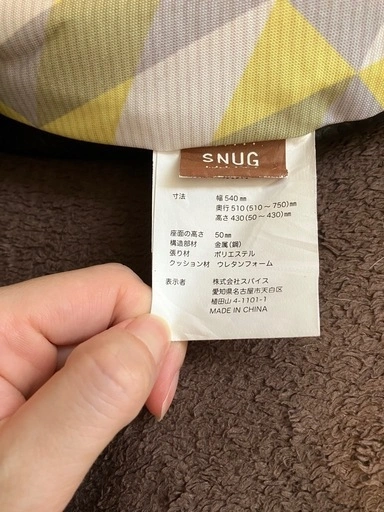 SNUG
寸法 幅 540㎜
奥行 510(510〜750)㎜
高さ 430(50〜430)㎜
座面の高さ 50㎜
構造部材 金属(鋼)
張り材 ポリエステル
クッション材 ウレタンフォーム
表示者 株式会社スパイス
愛知県名古屋市天白区
植田山 4-1101-1
MADE IN CHINA